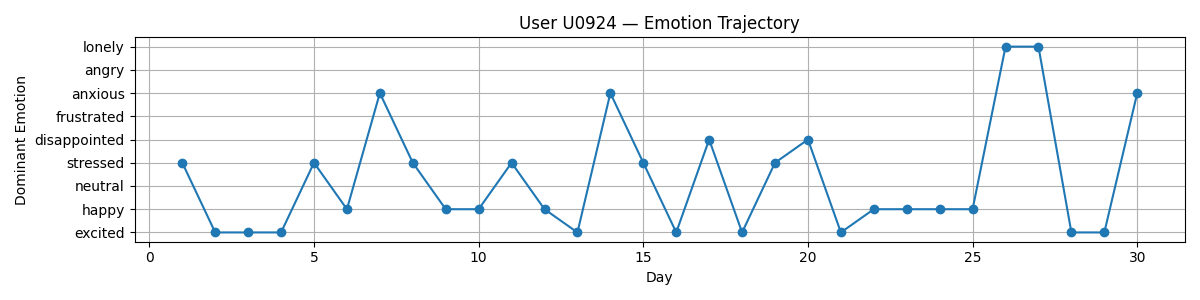 User U0924 — Emotion Trajectory
Dominant Emotion
lonely
angry
anxious
frustrated
disappointed
stressed
neutral
happy
excited
0 5 10 15 20 25 30
Day